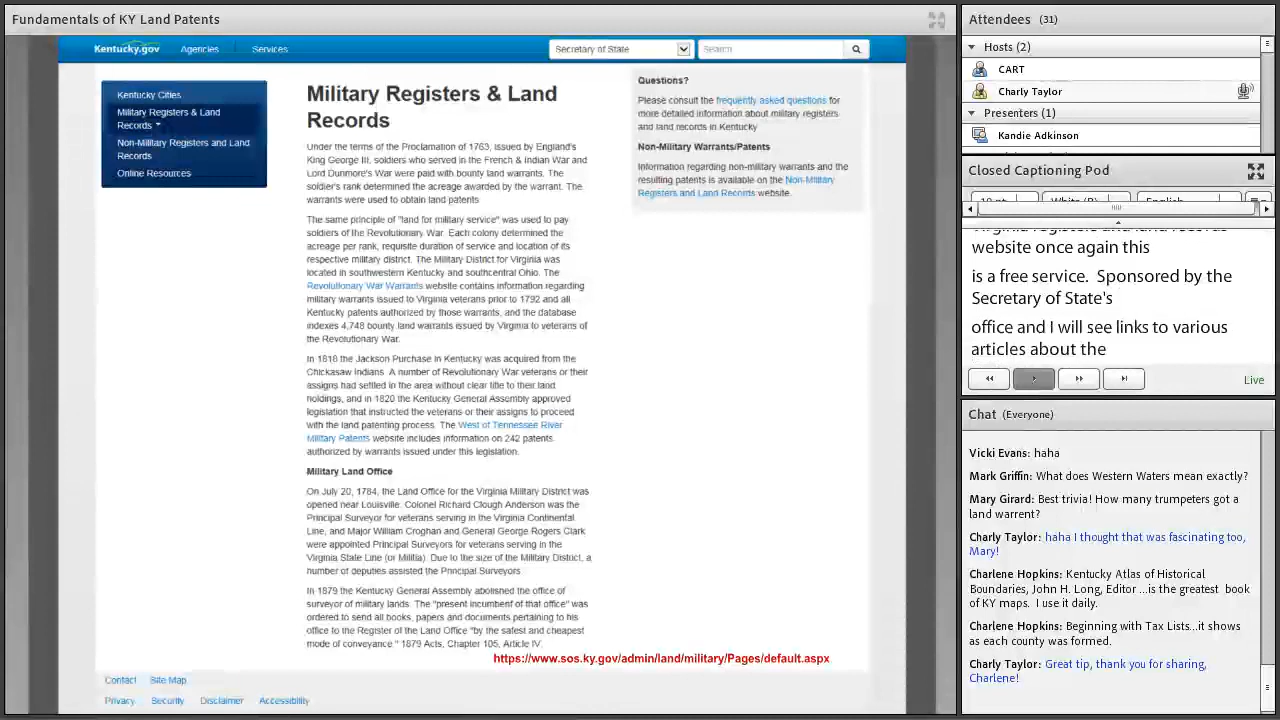 Fundamentals of KY Land Patents
Kentucky.gov
Agencies
Services
Secretary of State
Search
Kentucky Cities
Military Registers & Land
Records
Non-Military Registers and Land
Records
Online Resources
Military Registers & Land
Records
Under the terms of the Proclamation of 1763, issued by England's
King George III, soldiers who served in the French & Indian War and
Lord Dunmore's War were paid with bounty land warrants. The
soldier's rank determined the acreage awarded by the warrant. The
warrants were used to obtain land patents
The same principle of "land for military service" was used to pay
soldiers of the Revolutionary War. Each colony determined the
acreage per rank, requisite duration of service and location of its
respective military district. The Military District for Virginia was
located in southwestern Kentucky and southcentral Ohio. The
Revolutionary War Warrants website contains information regarding
military warrants issued to Virginia veterans prior to 1792 and all
Kentucky patents authorized by those warrants, and the database
indexes 4,748 bounty land warrants issued by Virginia to veterans of
the Revolutionary War.
In 1818 the Jackson Purchase in Kentucky was acquired from the
Chickasaw Indians. A number of Revolutionary War veterans or their
assigns had settled in the area without clear title to their land
holdings, and in 1820 the Kentucky General Assembly approved
legislation that instructed the veterans or their assigns to proceed
with the land patenting process. The West of Tennessee River
Military Patents website includes information on 242 patents
authorized by warrants issued under this legislation.
Military Land Office
On July 20, 1784, the Land Office for the Virginia Military District was
opened near Louisville. Colonel Richard Clough Anderson was the
Principal Surveyor for veterans serving in the Virginia Continental
Line, and Major William Croghan and General George Rogers Clark
were appointed Principal Surveyors for veterans serving in the
Virginia State Line (or Militia). Due to the size of the Military District, a
number of deputies assisted the Principal Surveyors.
In 1879 the Kentucky General Assembly abolished the office of
surveyor of military lands. The "present incumbent of that office" was
ordered to send all books, papers and documents pertaining to his
office to the Register of the Land Office "by the safest and cheapest
mode of conveyance." 1879 Acts, Chapter 105, Article IV.
https://www.sos.ky.gov/admin/land/military/Pages/default.aspx
Questions?
Please consult the frequently asked questions for
more detailed information about military registers
and land records in Kentucky
Non-Military Warrants/Patents
Information regarding non-military warrants and the
resulting patents is available on the Non-Military
Registers and Land Records website.
Contact
Site Map
Privacy
Security
Disclaimer
Accessibility
Attendees (31)
Hosts (2)
CART
Charly Taylor
Presenters (1)
Kandie Adkinson
Closed Captioning Pod
English
website once again this
is a free service. Sponsored by the
Secretary of State's
office and I will see links to various
articles about the
Live
Chat (Everyone)
Vicki Evans: haha
Mark Griffin: What does Western Waters mean exactly?
Mary Girard: Best trivia! How many trumpeters got a
land warrent?
Charly Taylor: haha I thought that was fascinating too,
Mary!
Charlene Hopkins: Kentucky Atlas of Historical
Boundaries, John H. Long, Editor ...is the greatest book
of KY maps. I use it daily.
Charlene Hopkins: Beginning with Tax Lists...it shows
as each county was formed.
Charly Taylor: Great tip, thank you for sharing,
Charlene!